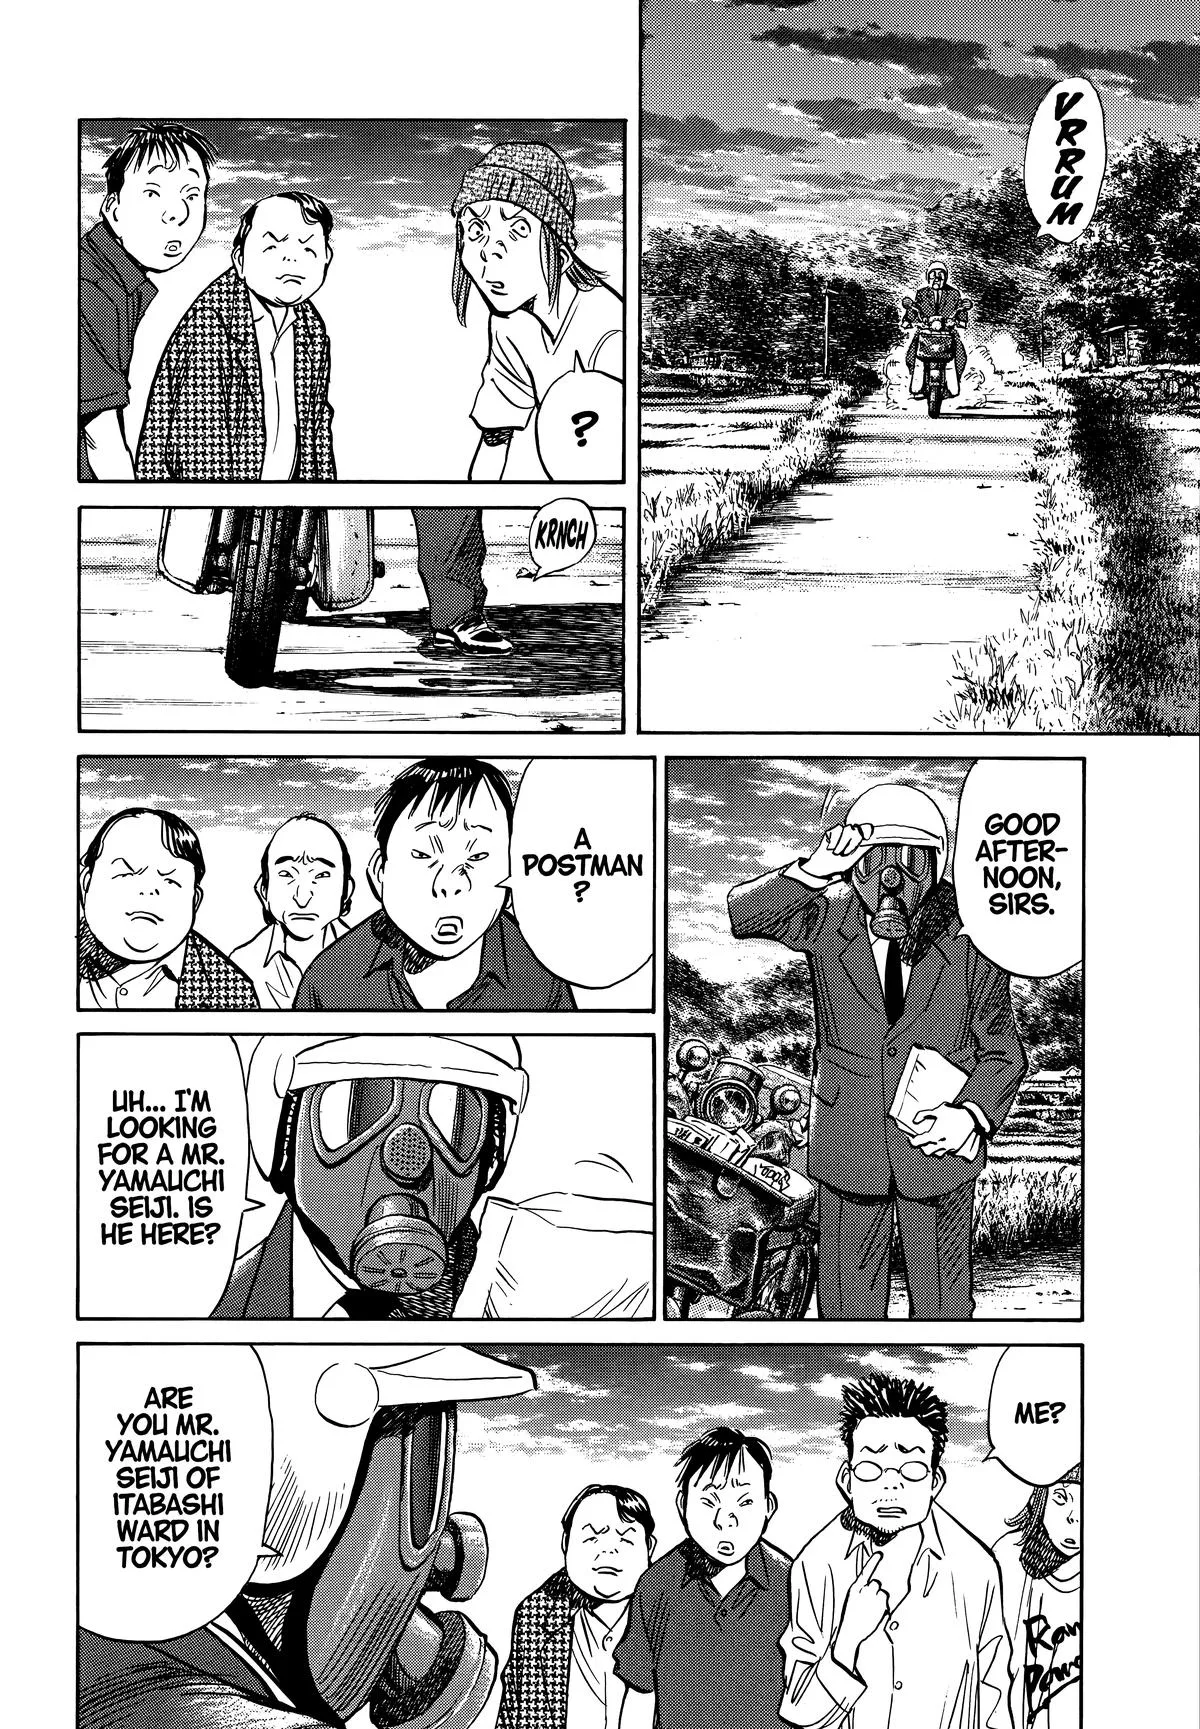 VRRUM
?
KRNCH
GOOD
AFTER-
NOON,
SIRS.
A
POSTMAN
?
UH... I'M
LOOKING
FOR A MR.
YAMAUCHI
SEIJI. IS
HE HERE?
ME?
ARE
YOU MR.
YAMAUCHI
SEIJI OF
ITABASHI
WARD IN
TOKYO?